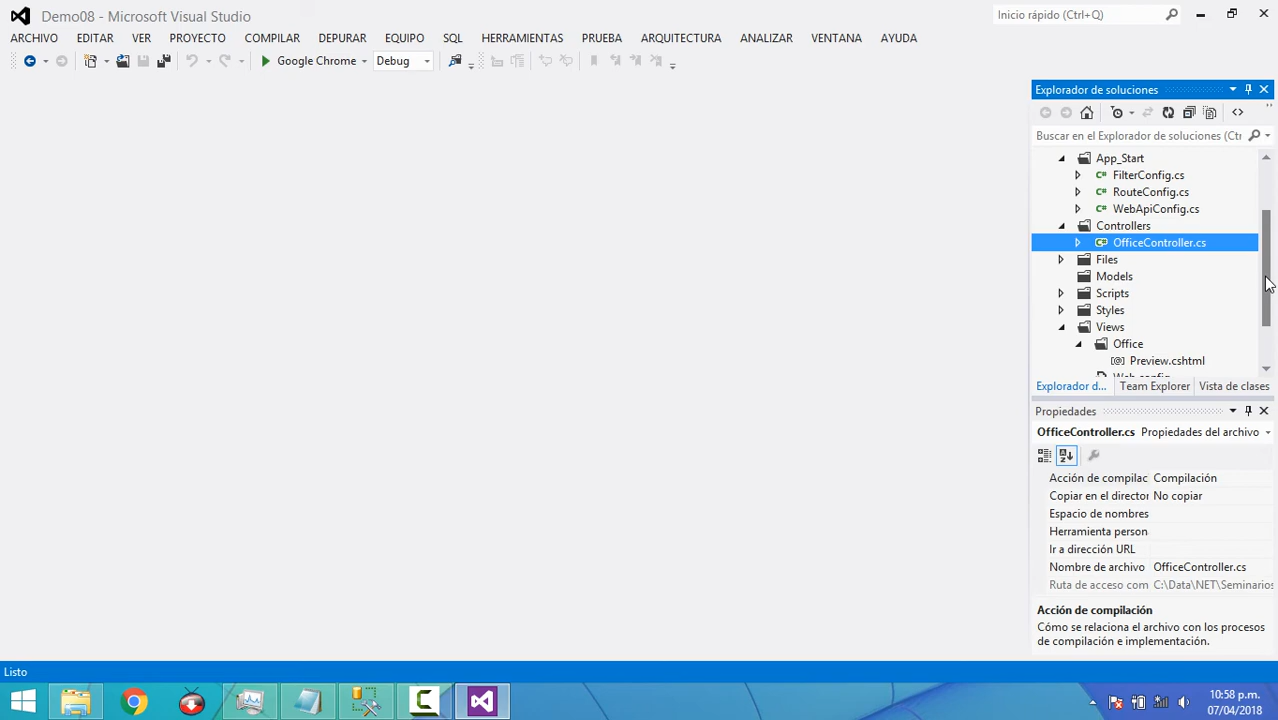 Demo08 - Microsoft Visual Studio
Inicio rápido (Ctrl+Q)
ARCHIVO EDITAR VER PROYECTO COMPILAR DEPURAR EQUIPO SQL HERRAMIENTAS PRUEBA ARQUITECTURA ANALIZAR VENTANA AYUDA
Google Chrome Debug
Explorador de soluciones
Buscar en el Explorador de soluciones (Ctr
App_Start
C# FilterConfig.cs
C# RouteConfig.cs
C# WebApiConfig.cs
Controllers
C# OfficeController.cs
Files
Models
Scripts
Styles
Views
Office
[@] Preview.cshtml
Web.config
Explorador d... Team Explorer Vista de clases
Propiedades
OfficeController.cs Propiedades del archivo
Acción de compilac Compilación
Copiar en el director No copiar
Espacio de nombres
Herramienta person
Ir a dirección URL
Nombre de archivo OfficeController.cs
Ruta de acceso com C:\Data\NET\Seminarios
Acción de compilación
Cómo se relaciona el archivo con los procesos
de compilación e implementación.
Listo
10:58 p.m.
07/04/2018